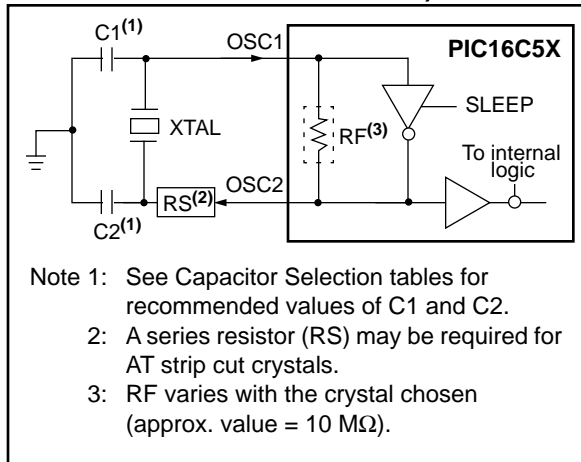 C1(1)
OSC1
PIC16C5X
SLEEP
XTAL
RF(3)
To internal
logic
OSC2
RS(2)
C2(1)
Note 1: See Capacitor Selection tables for
recommended values of C1 and C2.
2: A series resistor (RS) may be required for
AT strip cut crystals.
3: RF varies with the crystal chosen
(approx. value = 10 MΩ).